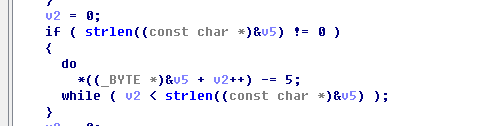 }
v2 = 0;
if ( strlen((const char *)&v5) != 0 )
{
do
*((_BYTE *)&v5 + v2++) -= 5;
while ( v2 < strlen((const char *)&v5) );
}